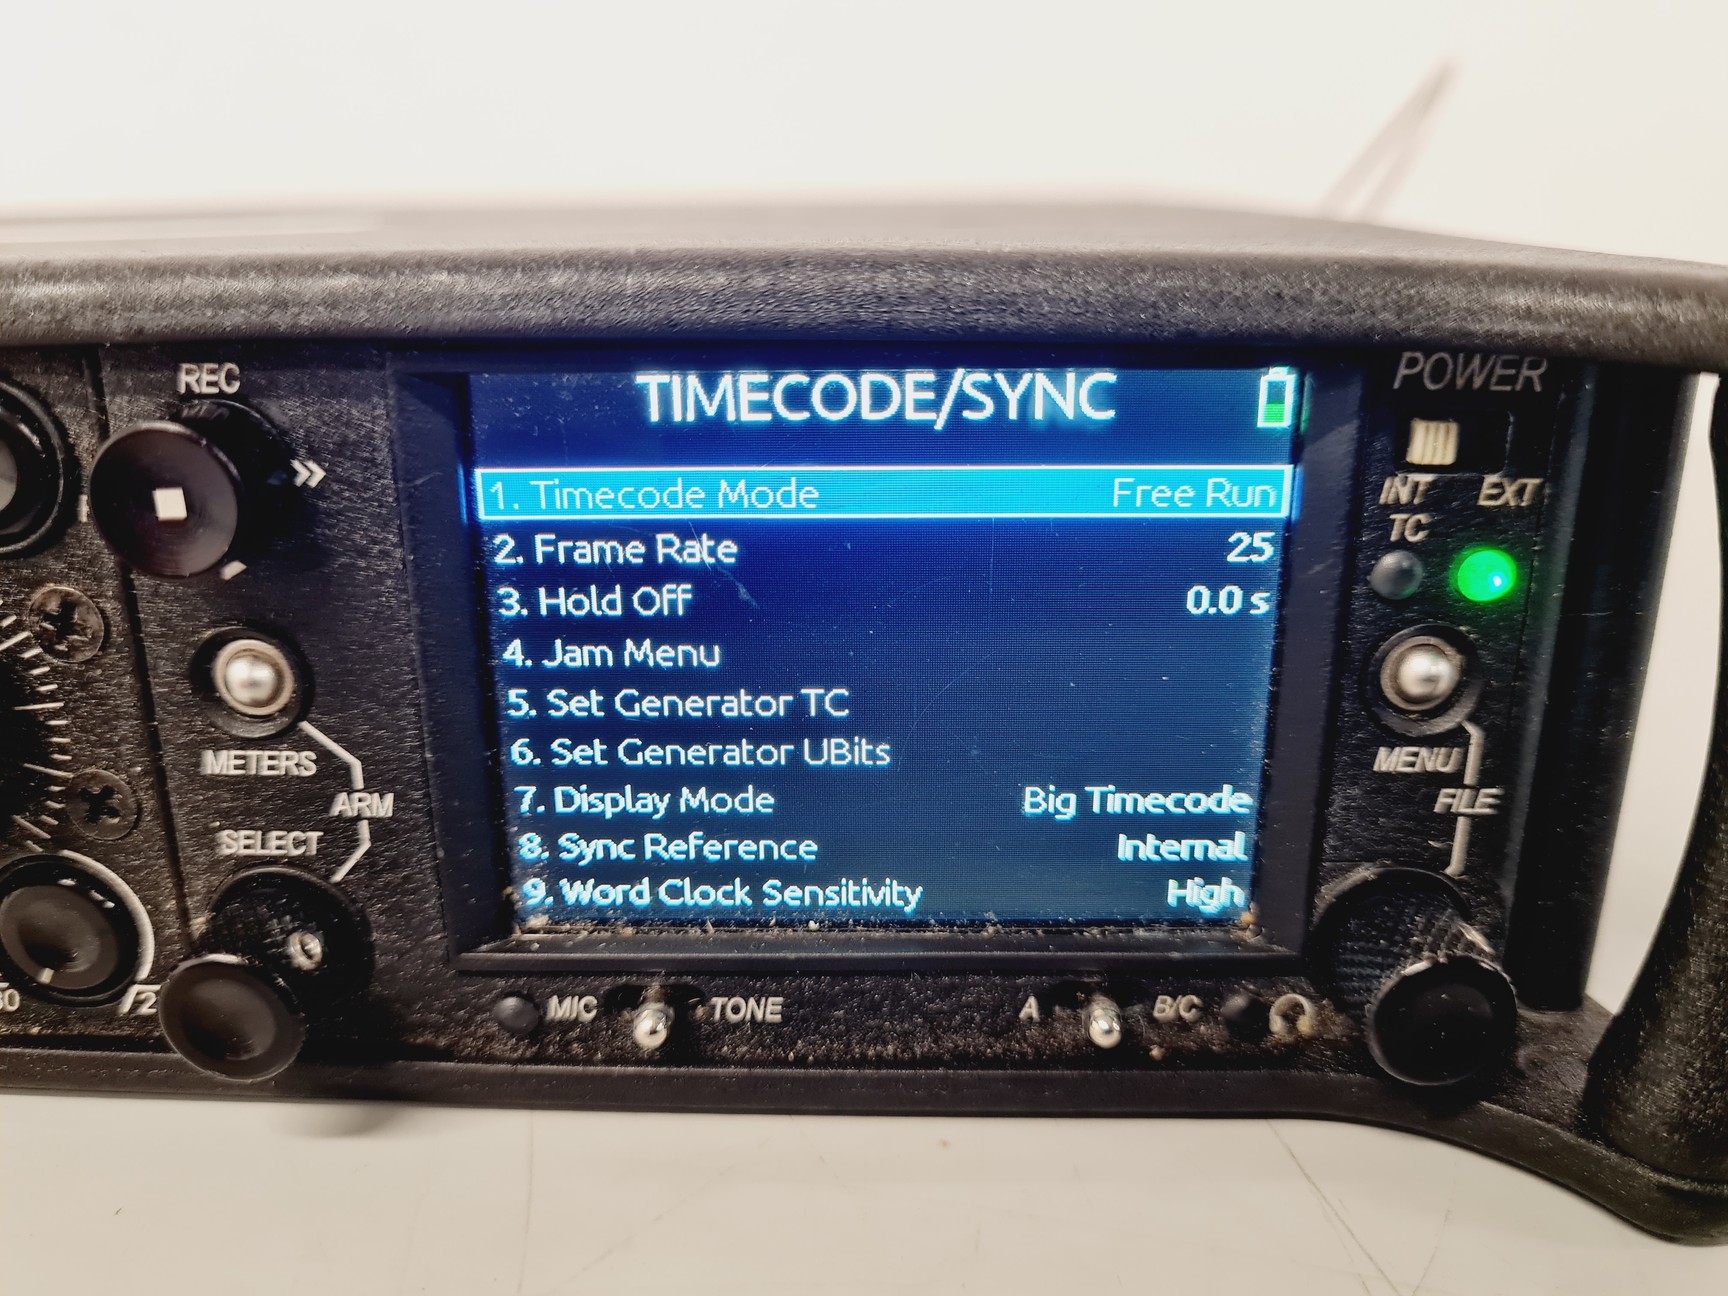 REC
TIMECODE/SYNC
POWER
1. Timecode Mode Free Run
INT EXT
TC
2. Frame Rate 25
3. Hold Off 0.0 s
4. Jam Menu
5. Set Generator TC
6. Set Generator UBits
METERS
MENU
7. Display Mode Big Timecode
ARM
FILE
SELECT
8. Sync Reference Internal
9. Word Clock Sensitivity High
MIC TONE
A B/C